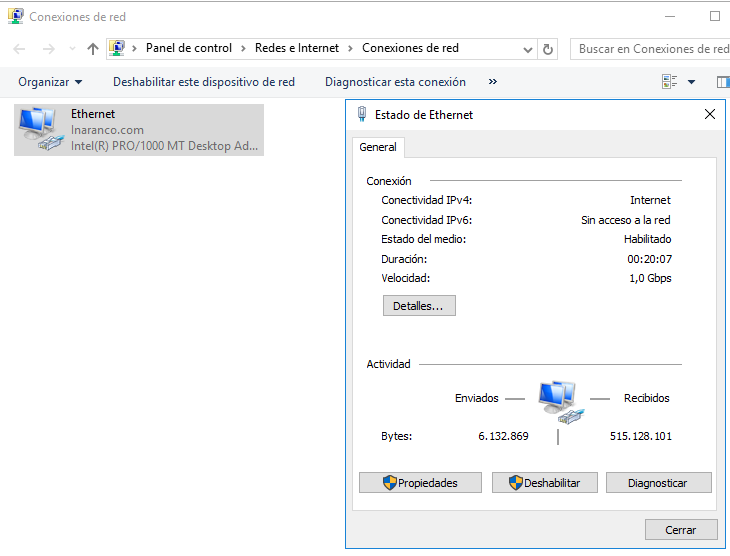 Conexiones de red
Panel de control > Redes e Internet > Conexiones de red
Buscar en Conexiones de red
Organizar
Deshabilitar este dispositivo de red
Diagnosticar esta conexión
»
Ethernet
lnaranco.com
Intel(R) PRO/1000 MT Desktop Ad...
Estado de Ethernet
General
Conexión
Conectividad IPv4: Internet
Conectividad IPv6: Sin acceso a la red
Estado del medio: Habilitado
Duración: 00:20:07
Velocidad: 1,0 Gbps
Detalles...
Actividad
Enviados
Recibidos
Bytes: 6.132.869 515.128.101
Propiedades
Deshabilitar
Diagnosticar
Cerrar